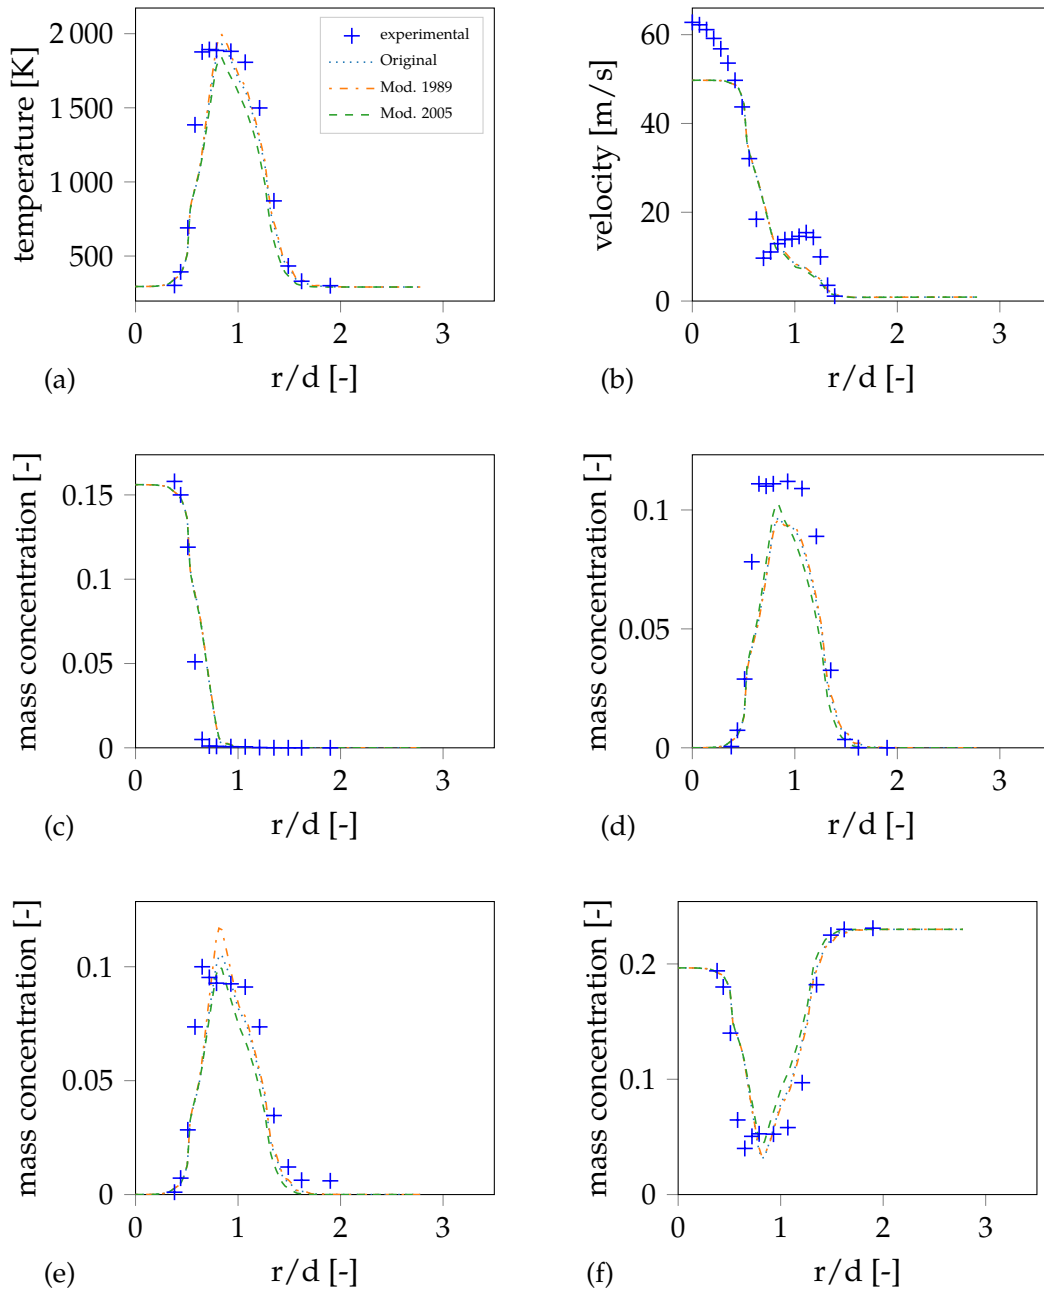 temperature [K]
2 000
1 500
1 000
500
0
1
2
3
r/d [-]
(a)
experimental
Original
Mod. 1989
Mod. 2005
velocity [m/s]
60
40
20
0
0
1
2
3
r/d [-]
(b)
mass concentration [-]
0.15
0.1
0.05
0
0
1
2
3
r/d [-]
(c)
mass concentration [-]
0.1
0.05
0
0
1
2
3
r/d [-]
(d)
mass concentration [-]
0.1
0.05
0
0
1
2
3
r/d [-]
(e)
mass concentration [-]
0.2
0.1
0
0
1
2
3
r/d [-]
(f)